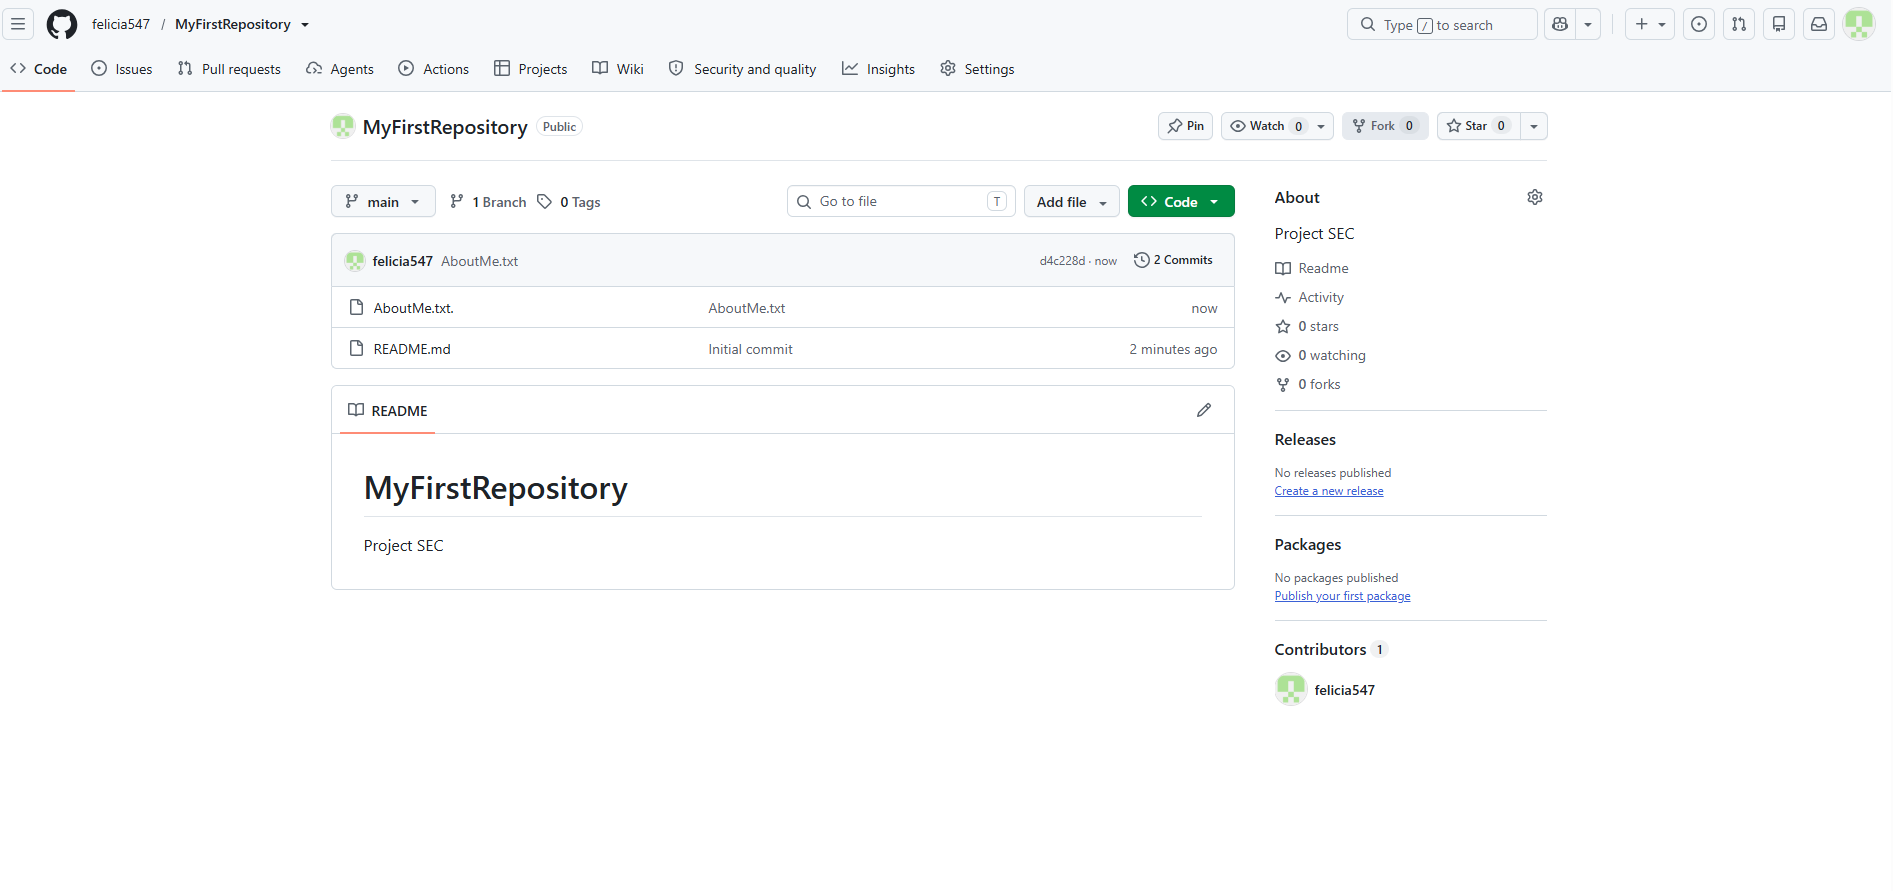 felicia547 / MyFirstRepository
Type / to search
Code Issues Pull requests Agents Actions Projects Wiki Security and quality Insights Settings
MyFirstRepository Public
Pin Watch 0 Fork 0 Star 0
main 1 Branch 0 Tags Go to file T Add file Code
felicia547 AboutMe.txt d4c228d · now 2 Commits
AboutMe.txt. AboutMe.txt now
README.md Initial commit 2 minutes ago
README
MyFirstRepository
Project SEC
About
Project SEC
Readme
Activity
0 stars
0 watching
0 forks
Releases
No releases published
Create a new release
Packages
No packages published
Publish your first package
Contributors 1
felicia547